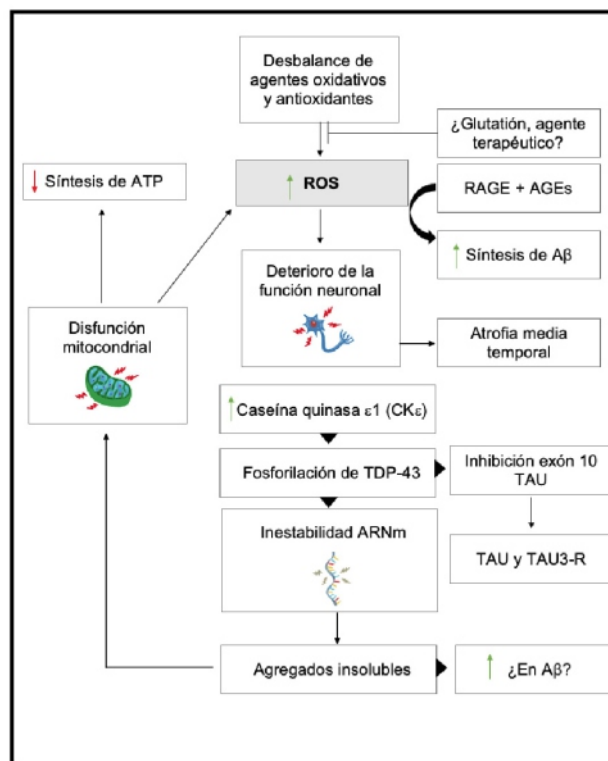 Desbalance de
agentes oxidativos
y antioxidantes
¿Glutatión, agente
terapéutico?
Síntesis de ATP
ROS
RAGE + AGEs
Síntesis de Aβ
Deterioro de la
función neuronal
Disfunción
mitocondrial
Atrofia media
temporal
Caseína quinasa ε1 (CKε)
Fosforilación de TDP-43
Inhibición exón 10
TAU
Inestabilidad ARNm
TAU y TAU3-R
Agregados insolubles
¿En Aβ?